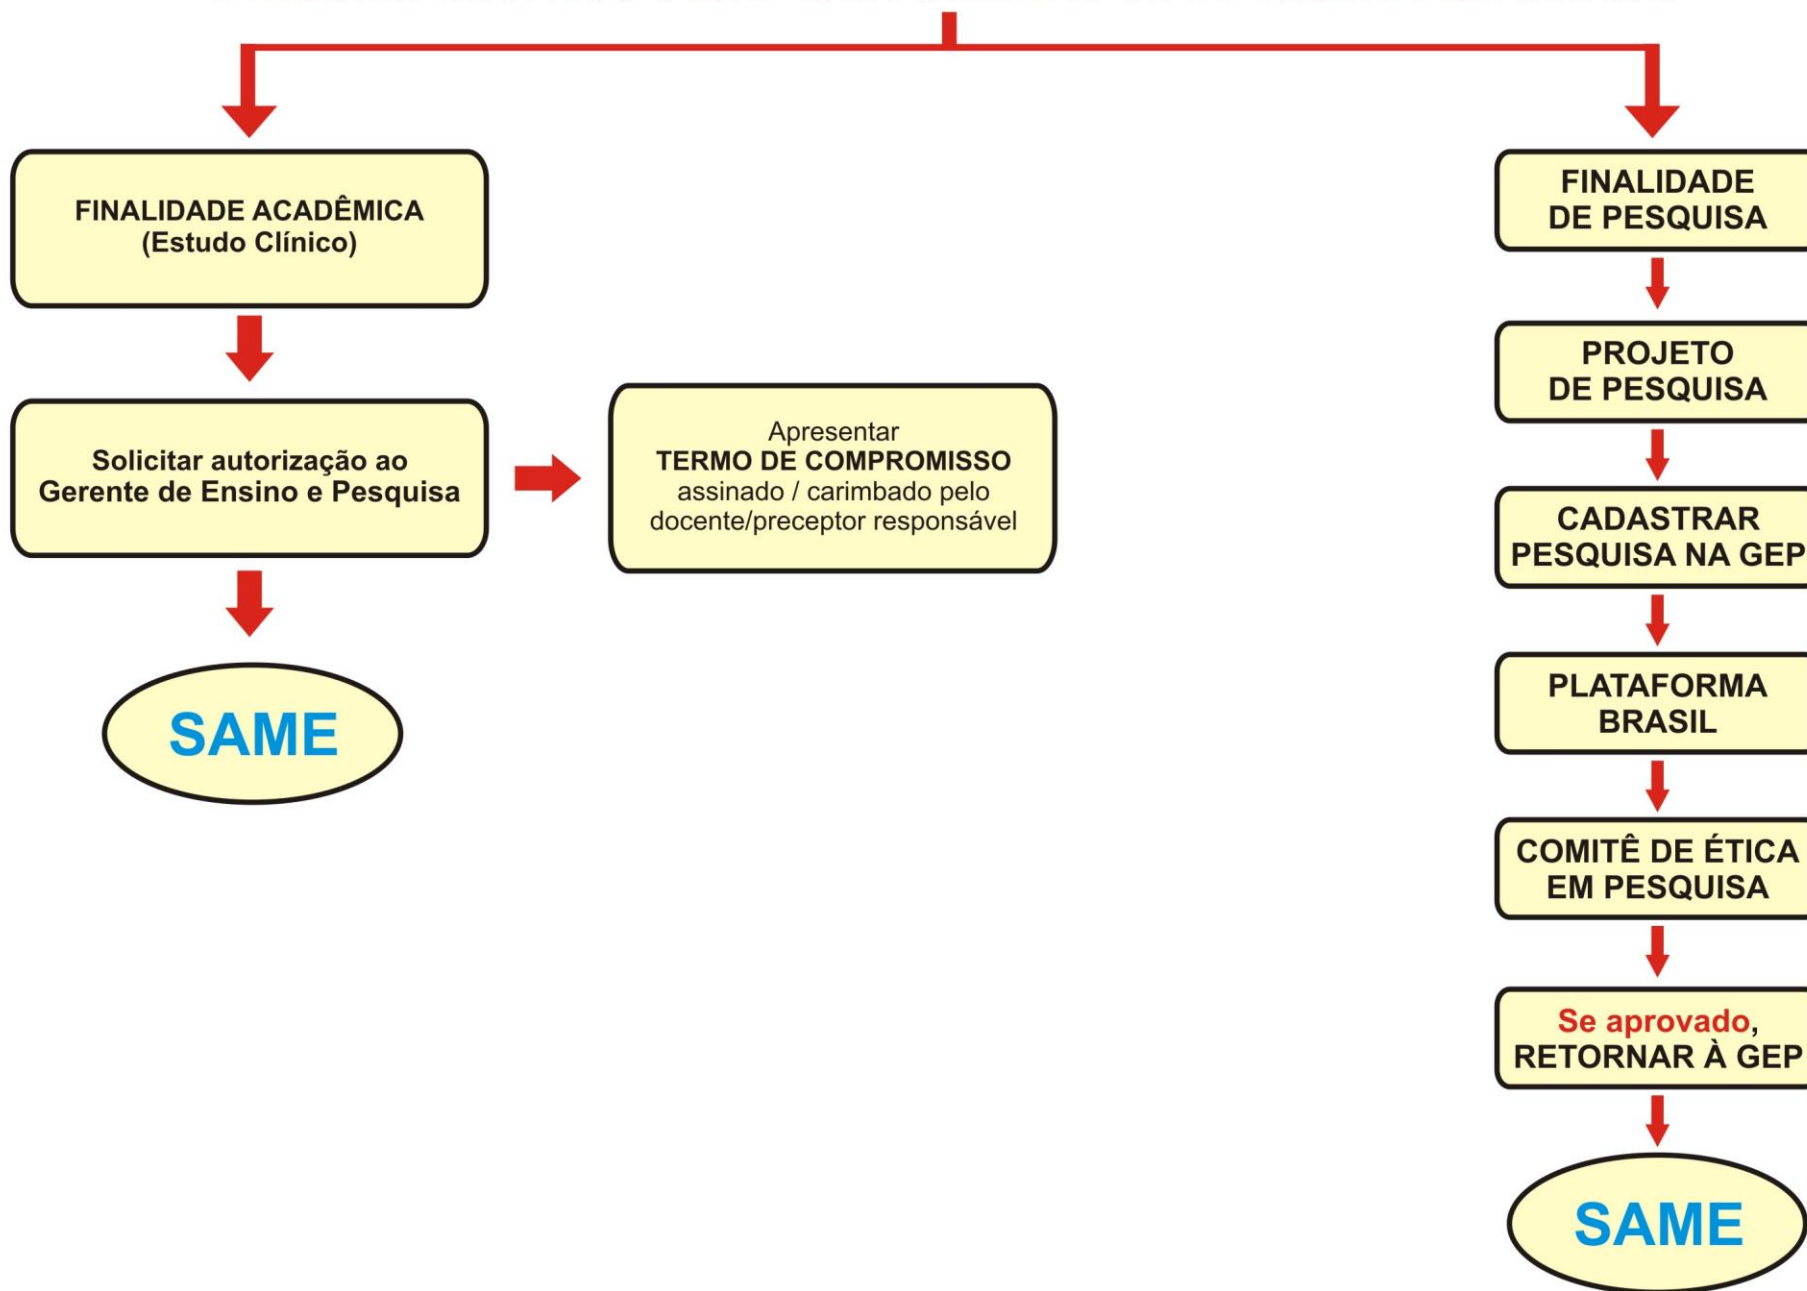 FINALIDADE ACADÊMICA
(Estudo Clínico)
Solicitar autorização ao
Gerente de Ensino e Pesquisa
Apresentar
TERMO DE COMPROMISSO
assinado / carimbado pelo
docente/preceptor responsável
SAME
FINALIDADE
DE PESQUISA
PROJETO
DE PESQUISA
CADASTRAR
PESQUISA NA GEP
PLATAFORMA
BRASIL
COMITÊ DE ÉTICA
EM PESQUISA
Se aprovado,
RETORNAR À GEP
SAME